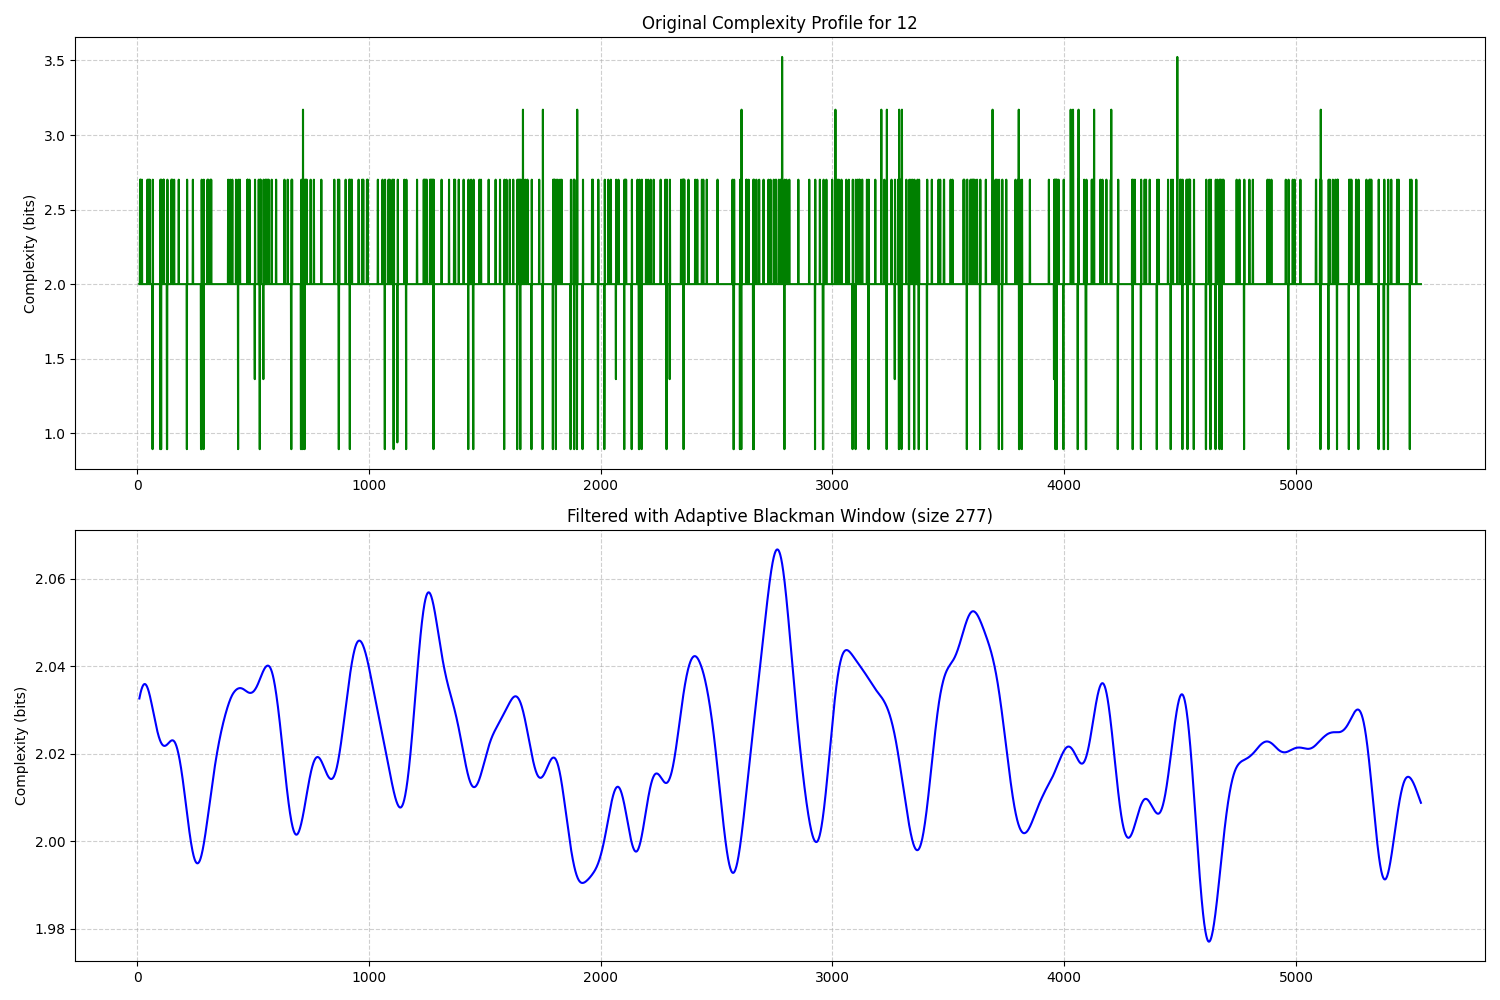 Original Complexity Profile for 12
Complexity (bits)
3.5
3.0
2.5
2.0
1.5
1.0
0 1000 2000 3000 4000 5000
Filtered with Adaptive Blackman Window (size 277)
Complexity (bits)
2.06
2.04
2.02
2.00
1.98
0 1000 2000 3000 4000 5000